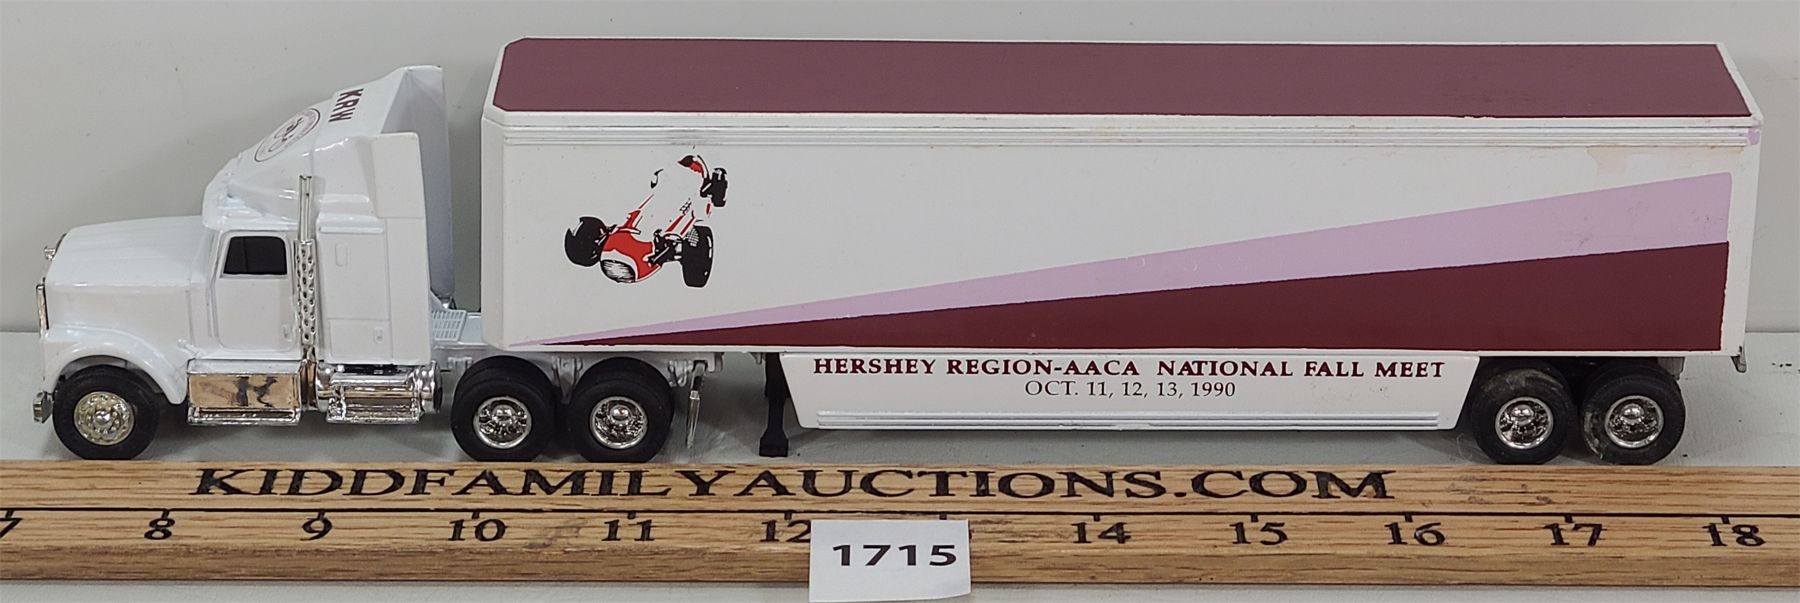 KRW
HERSHEY REGION-AACA NATIONAL FALL MEET
OCT. 11, 12, 13, 1990
KIDDFAMILYAUCTIONS.COM
7 8 9 10 11 12 14 15 16 17 18
1715